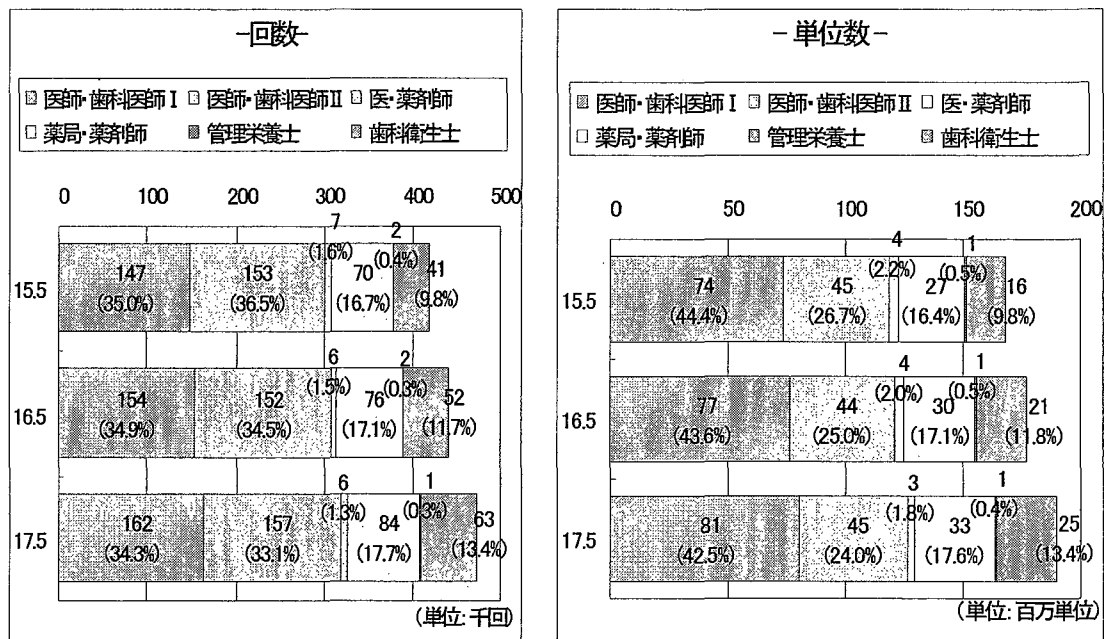 -回数-
医師・歯科医師Ⅰ 医師・歯科医師Ⅱ 医・薬剤師
薬局・薬剤師 管理栄養士 歯科衛生士
0 100 200 300 400 500
7 2
(1.6%) (0.4%)
15.5 147 153 70 41
(35.0%) (36.5%) (16.7%) (9.8%)
6 2
(1.5%) (0.3%)
16.5 154 152 76 52
(34.9%) (34.5%) (17.1%) (11.7%)
6 1
(1.3%) (0.3%)
17.5 162 157 84 63
(34.3%) (33.1%) (17.7%) (13.4%)
(単位:千回)
-単位数-
医師・歯科医師Ⅰ 医師・歯科医師Ⅱ 医・薬剤師
薬局・薬剤師 管理栄養士 歯科衛生士
0 50 100 150 200
4 1
(2.2%) (0.5%)
15.5 74 45 27 16
(44.4%) (26.7%) (16.4%) (9.8%)
4 1
(2.0%) (0.5%)
16.5 77 44 30 21
(43.6%) (25.0%) (17.1%) (11.8%)
3 1
(1.8%) (0.4%)
17.5 81 45 33 25
(42.5%) (24.0%) (17.6%) (13.4%)
(単位:百万単位)